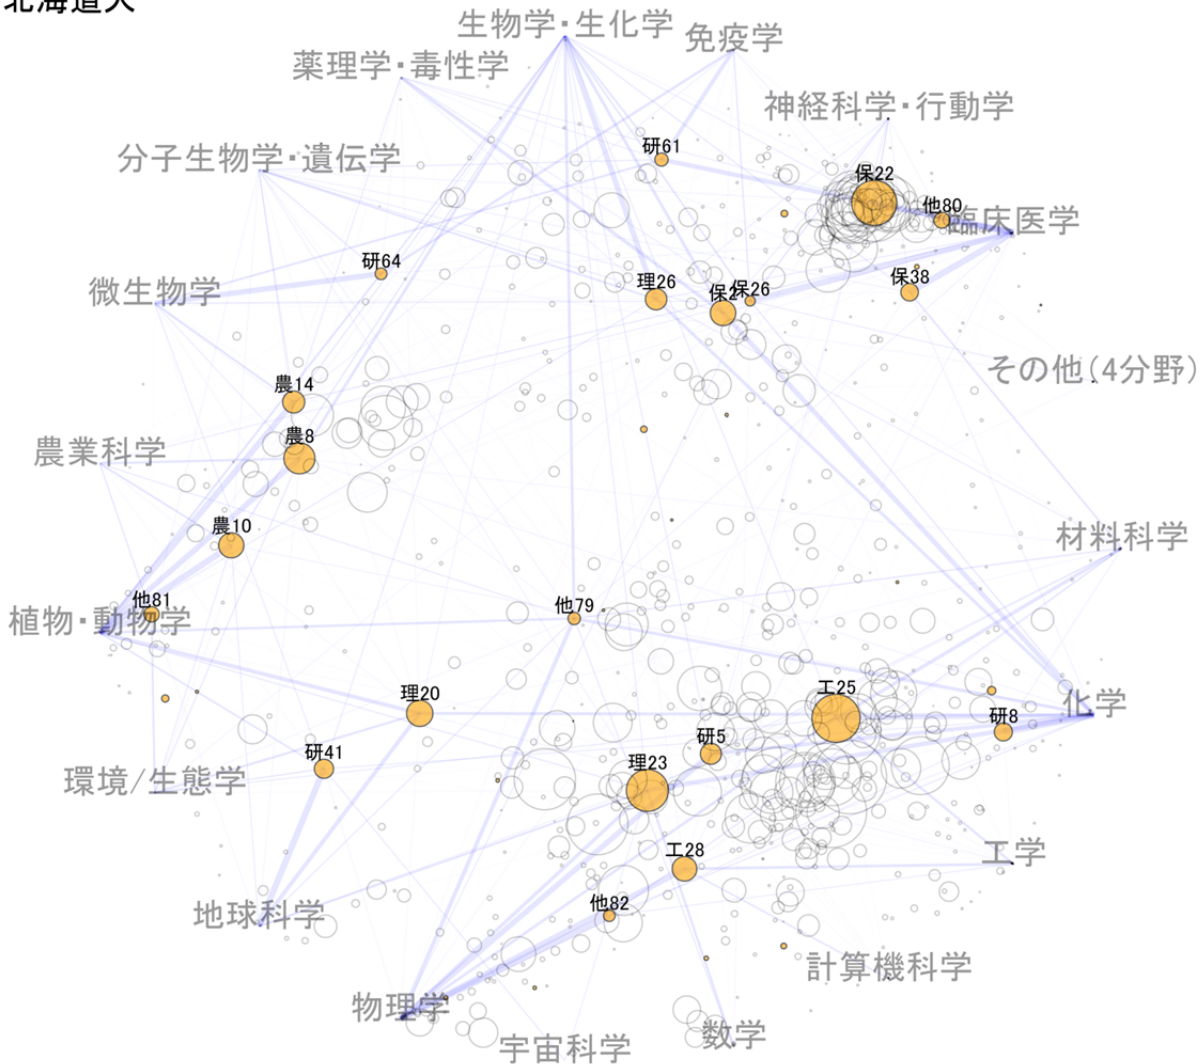 北海道大
生物学・生化学
免疫学
薬理学・毒性学
神経科学・行動学
分子生物学・遺伝学
研61
保22
他80
臨床医学
研64
理26
保2
保26
保38
微生物学
その他(4分野)
農14
農8
農業科学
農10
材料科学
他81
植物・動物学
他79
理20
工25
化学
研8
研41
研5
理23
環境/生態学
工28
工学
他82
地球科学
計算機科学
物理学
宇宙科学
数学